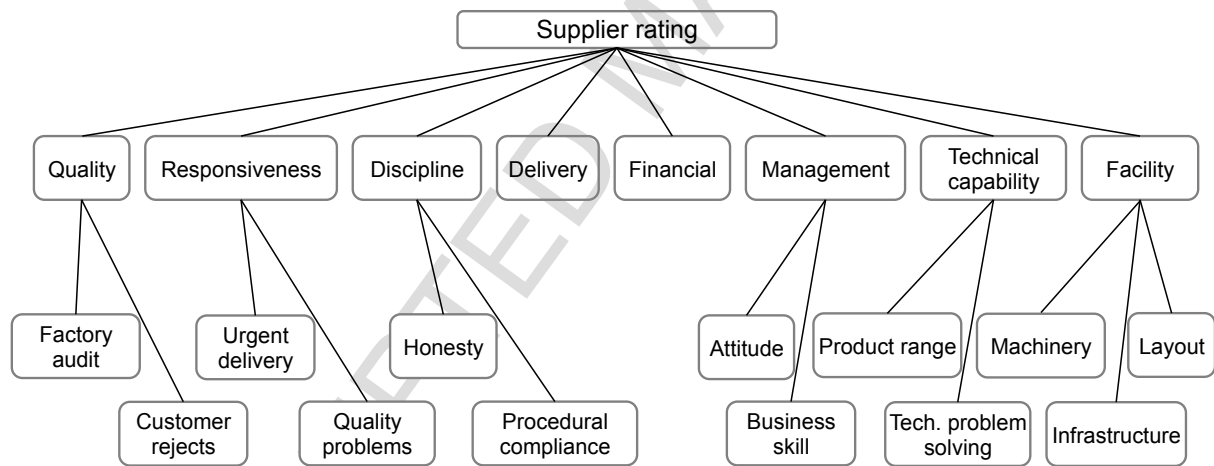 Supplier rating
Quality
Responsiveness
Discipline
Delivery
Financial
Management
Technical
capability
Facility
Factory
audit
Urgent
delivery
Honesty
Attitude
Product range
Machinery
Layout
Customer
rejects
Quality
problems
Procedural
compliance
Business
skill
Tech. problem
solving
Infrastructure